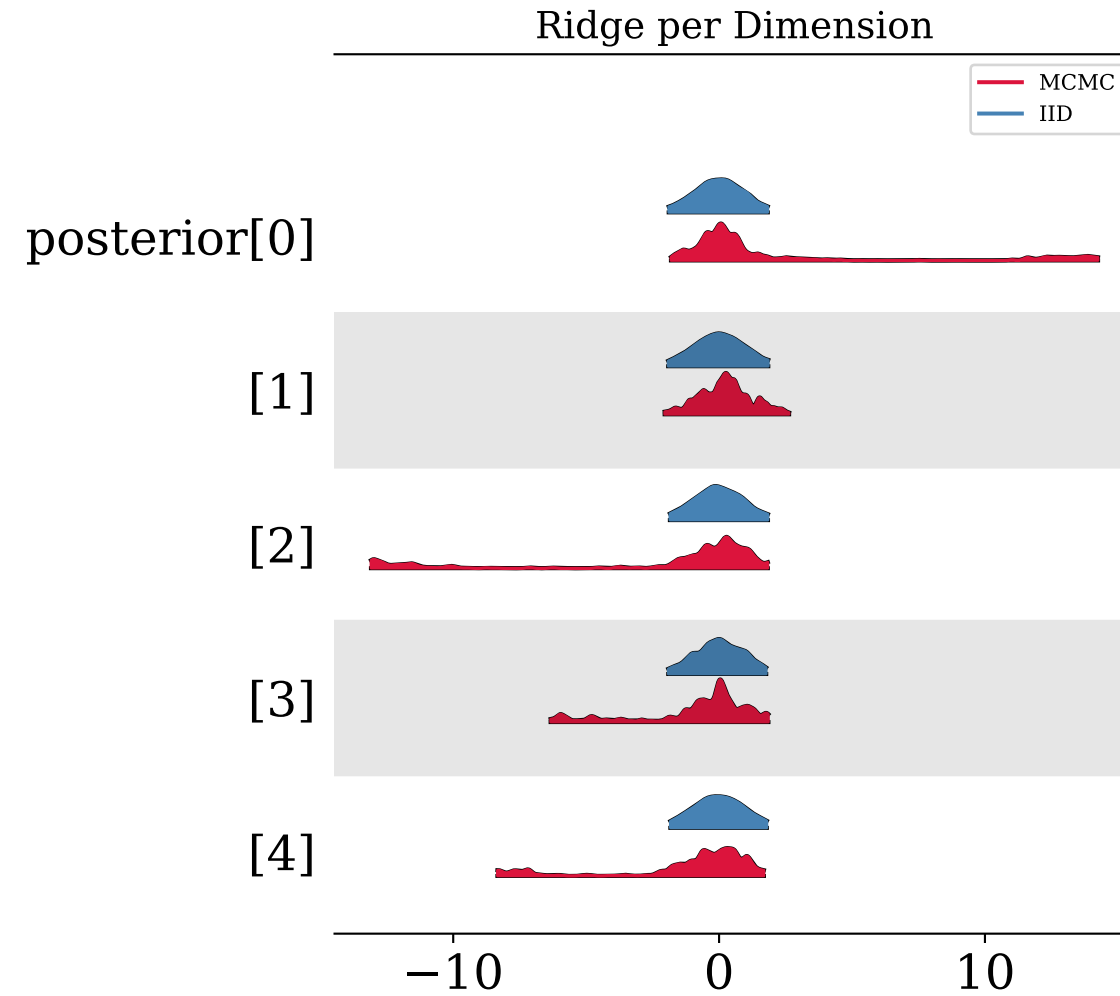 Ridge per Dimension
MCMC
IID
posterior[0]
[1]
[2]
[3]
[4]
−10 0 10